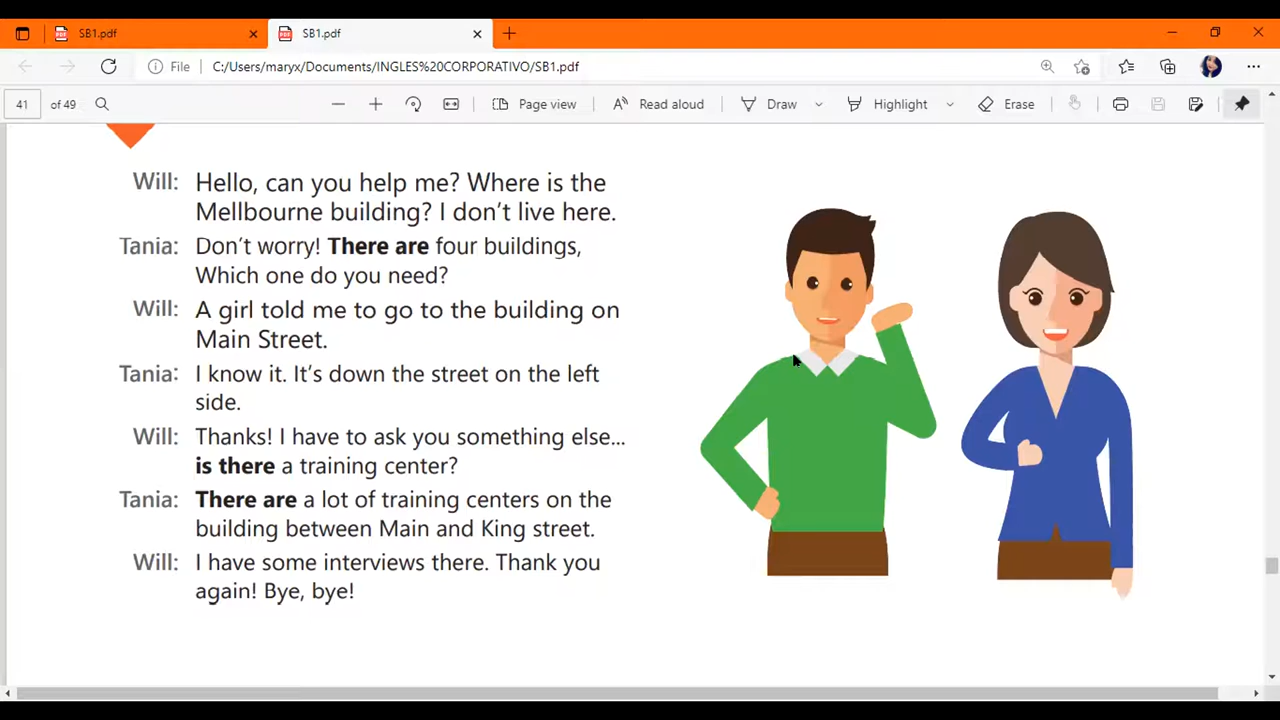 SB1.pdf
SB1.pdf
File
C:/Users/maryx/Documents/INGLES%20CORPORATIVO/SB1.pdf
41 of 49
Page view
Read aloud
Draw
Highlight
Erase
Will: Hello, can you help me? Where is the
Mellbourne building? I don't live here.
Tania: Don't worry! There are four buildings,
Which one do you need?
Will: A girl told me to go to the building on
Main Street.
Tania: I know it. It's down the street on the left
side.
Will: Thanks! I have to ask you something else...
is there a training center?
Tania: There are a lot of training centers on the
building between Main and King street.
Will: I have some interviews there. Thank you
again! Bye, bye!